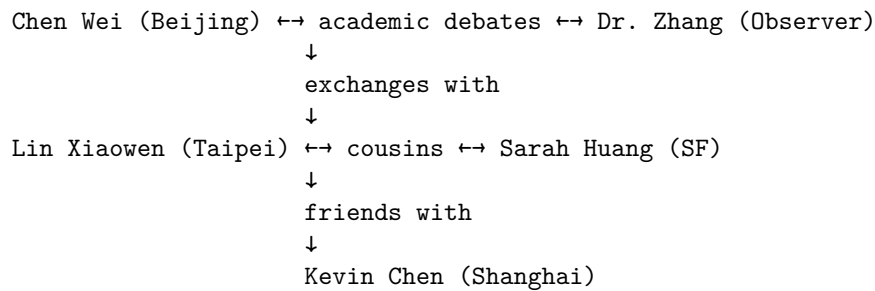 Chen Wei (Beijing) ←→ academic debates ←→ Dr. Zhang (Observer)
↓
exchanges with
↓
Lin Xiaowen (Taipei) ←→ cousins ←→ Sarah Huang (SF)
↓
friends with
↓
Kevin Chen (Shanghai)